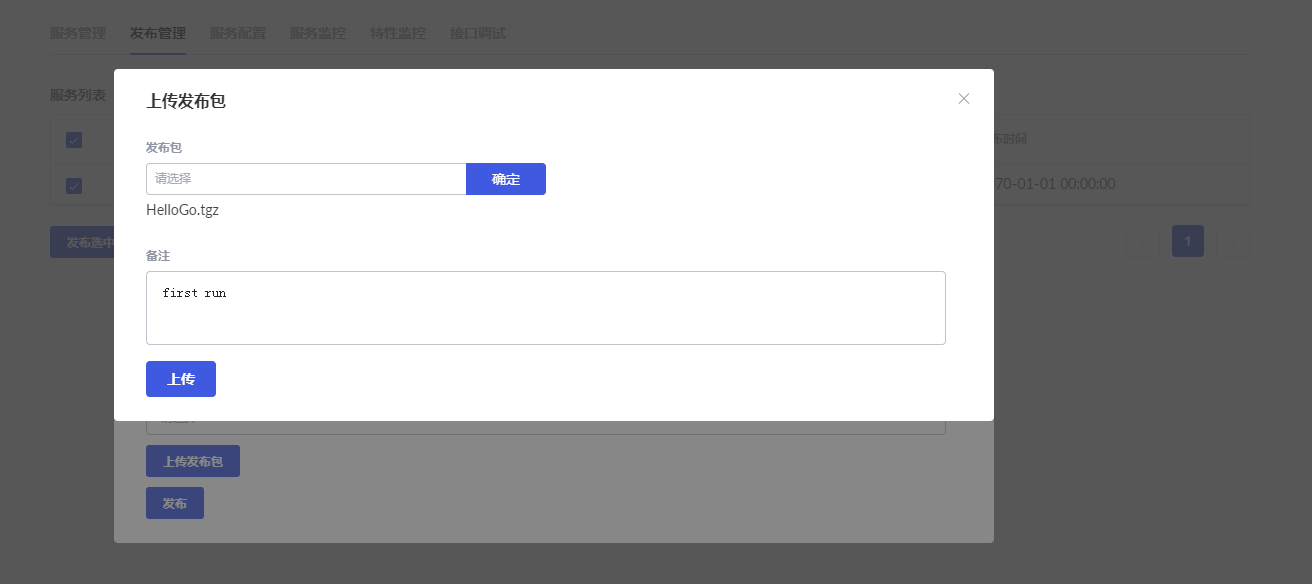 服务管理 发布管理 服务配置 服务监控 特性监控 接口调试
服务列表
上传发布包
发布包
请选择 确定
HelloGo.tgz
布时间
70-01-01 00:00:00
发布选中
1
备注
first run
上传
上传发布包
发布